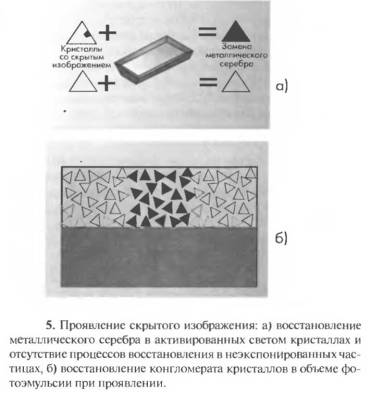 +
=
Кристаллы
со скрытым
изображением
Замена
металлического
серебра
+
=
а)
б)
5. Проявление скрытого изображения: а) восстановление
металлического серебра в активированных светом кристаллах и
отсутствие процессов восстановления в неэкспонированных час-
тицах, б) восстановление конгломерата кристаллов в объеме фо-
тоэмульсии при проявлении.